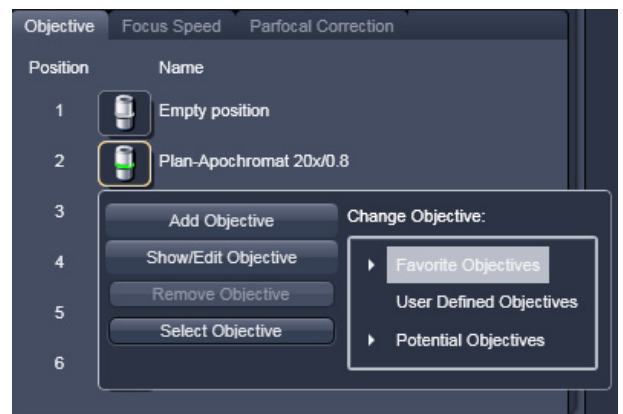 Objective Focus Speed Parfocal Correction
Position Name
1 Empty position
2 Plan-Apochromat 20x/0.8
3
4
5
6
Add Objective
Show/Edit Objective
Remove Objective
Select Objective
Change Objective:
Favorite Objectives
User Defined Objectives
Potential Objectives